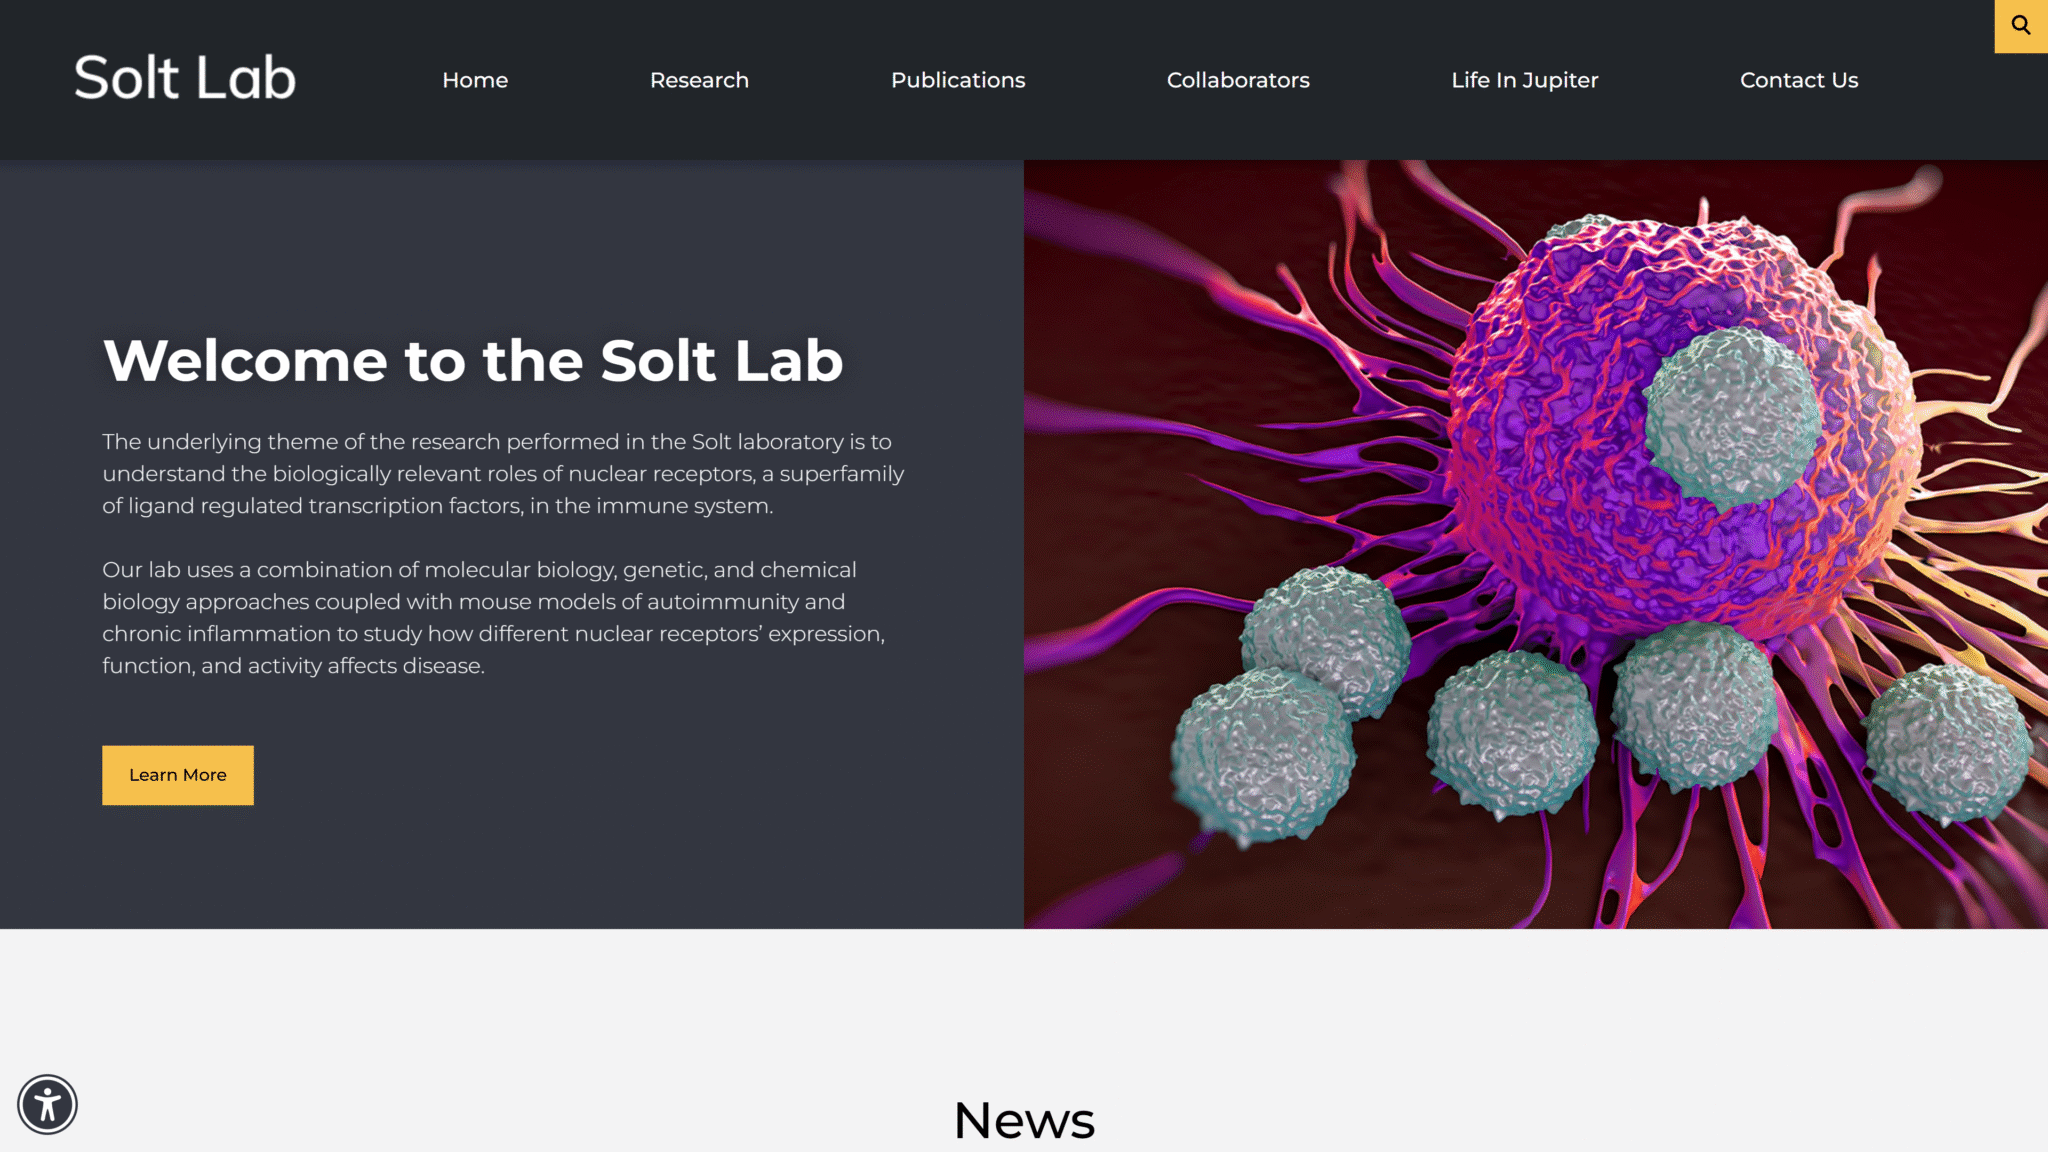 Solt Lab
Home
Research
Publications
Collaborators
Life In Jupiter
Contact Us
Welcome to the Solt Lab
The underlying theme of the research performed in the Solt laboratory is to
understand the biologically relevant roles of nuclear receptors, a superfamily
of ligand regulated transcription factors, in the immune system.
Our lab uses a combination of molecular biology, genetic, and chemical
biology approaches coupled with mouse models of autoimmunity and
chronic inflammation to study how different nuclear receptors’ expression,
function, and activity affects disease.
Learn More
News